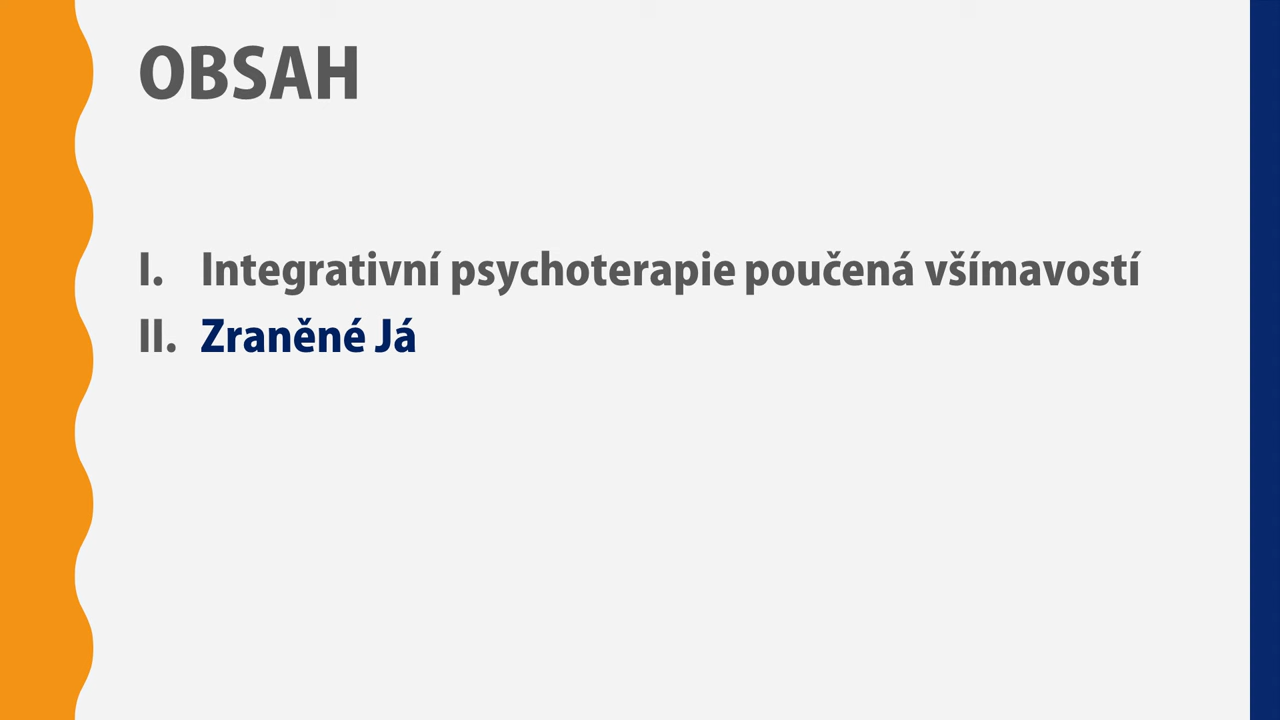 OBSAH
I. Integrativní psychoterapie poučená všímavostí
II. Zraněné Já